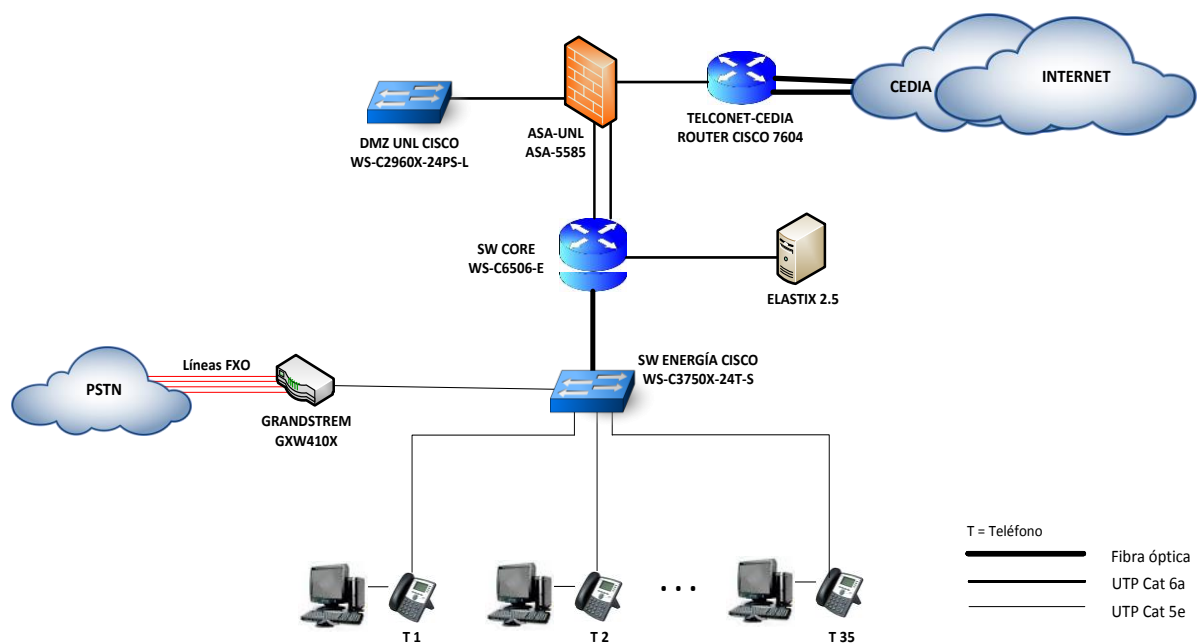 CEDIA
INTERNET
TELCONET-CEDIA
ROUTER CISCO 7604
ASA-UNL
ASA-5585
DMZ UNL CISCO
WS-C2960X-24PS-L
SW CORE
WS-C6506-E
ELASTIX 2.5
SW ENERGÍA CISCO
WS-C3750X-24T-S
Líneas FXO
PSTN
GRANDSTREM
GXW410X
T = Teléfono
Fibra óptica
UTP Cat 6a
UTP Cat 5e
. . .
T 1
T 2
T 35